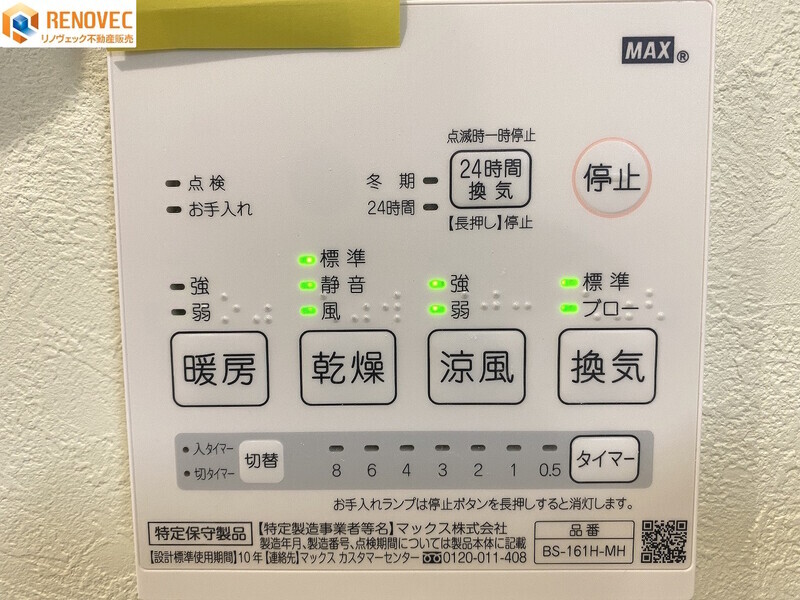 RENOVEC
リノヴェック不動産販売
MAX®
点滅時一時停止
24時間
換気
【長押し】停止
停止
点検
お手入れ
冬期
24時間
強
弱
標準
静音
風
強
弱
標準
ブロー
暖房
乾燥
涼風
換気
入タイマー
切タイマー
切替
8 6 4 3 2 1 0.5
タイマー
お手入れランプは停止ボタンを長押しすると消灯します。
特定保守製品
【特定製造事業者等名】マックス株式会社
製造年月、製造番号、点検期間については製品本体に記載
【設計標準使用期間】10年【連絡先】マックス カスタマーセンター 0120-011-408
品番
BS-161H-MH